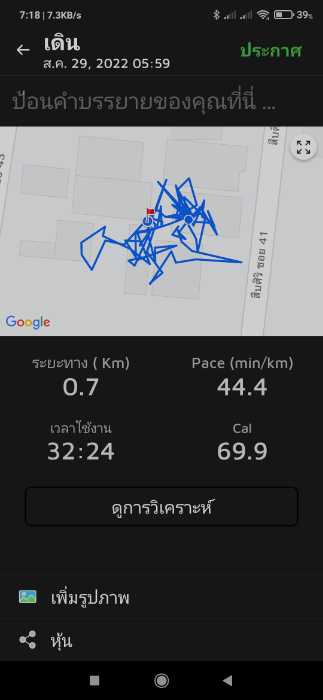 7:18 | 7.3KB/s
39%
เดิน
ส.ค. 29, 2022 05:59
ประกาศ
ป้อนคำบรรยายของคุณที่นี่ ...
สืบศิริ ซอย 41
Google
ระยะทาง ( Km)
Pace (min/km)
0.7
44.4
เวลาใช้งาน
Cal
32:24
69.9
ดูการวิเคราะห์
เพิ่มรูปภาพ
หุ้น